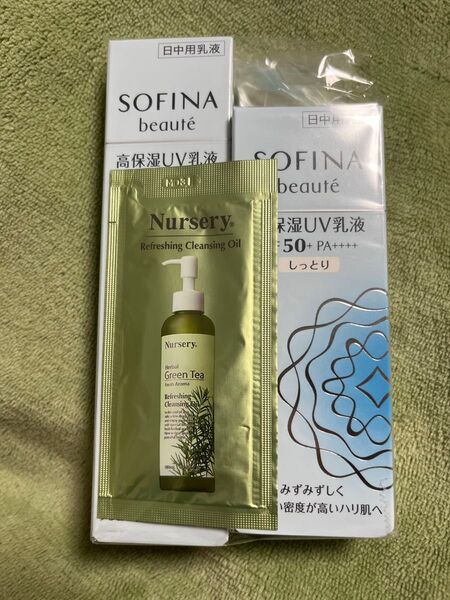 日中用乳液
SOFINA
beauté
高保湿UV乳液
日中用
SOFINA
beauté
保湿UV乳液
50+ PA++++
しっとり
みずみずしく
い密度が高いハリ肌へ
Nursery®
Refreshing Cleansing Oil
Nursery.
Herbal
Green Tea
Fresh Aroma
Refreshing
Cleansing Oil